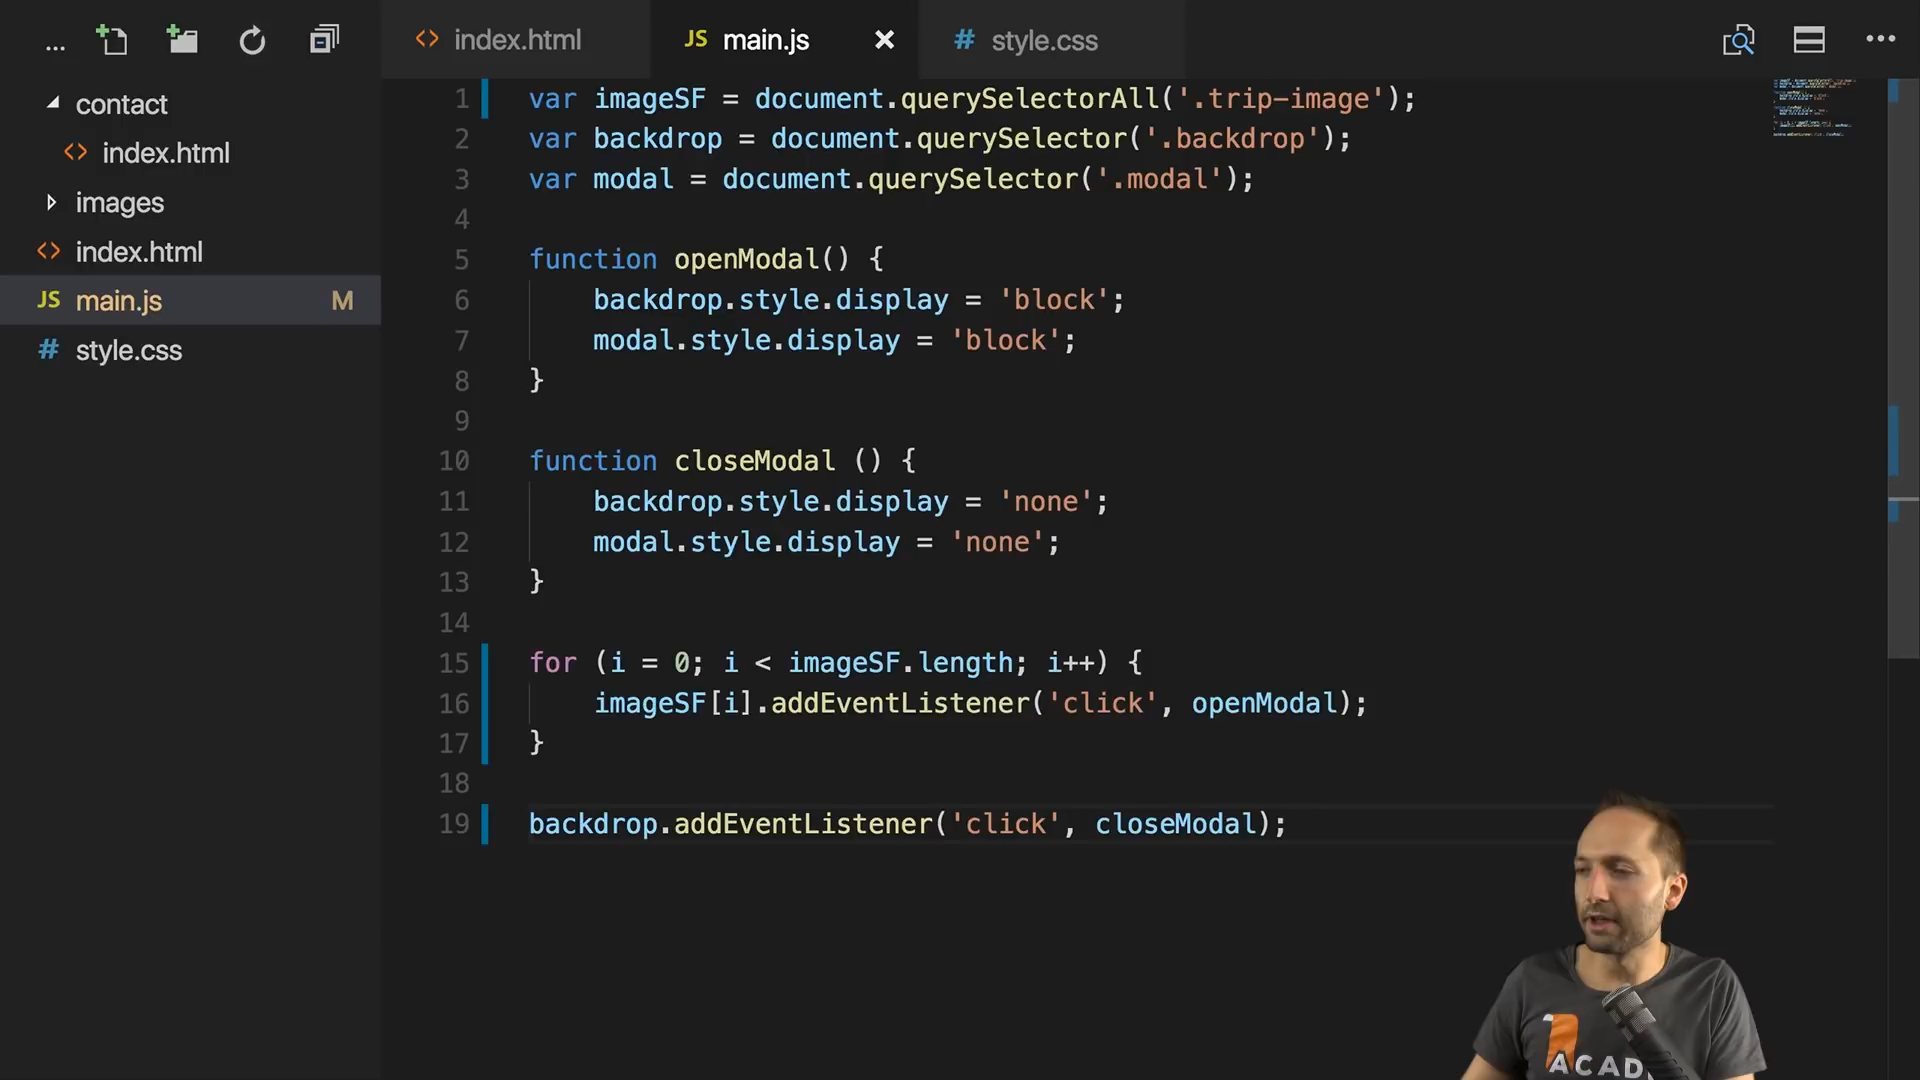 ...
index.html
JS main.js
# style.css
...
contact
index.html
images
index.html
JS main.js M
# style.css
1 var imageSF = document.querySelectorAll('.trip-image');
2 var backdrop = document.querySelector('.backdrop');
3 var modal = document.querySelector('.modal');
4
5 function openModal() {
6 backdrop.style.display = 'block';
7 modal.style.display = 'block';
8 }
9
10 function closeModal () {
11 backdrop.style.display = 'none';
12 modal.style.display = 'none';
13 }
14
15 for (i = 0; i < imageSF.length; i++) {
16 imageSF[i].addEventListener('click', openModal);
17 }
18
19 backdrop.addEventListener('click', closeModal);
ACAD